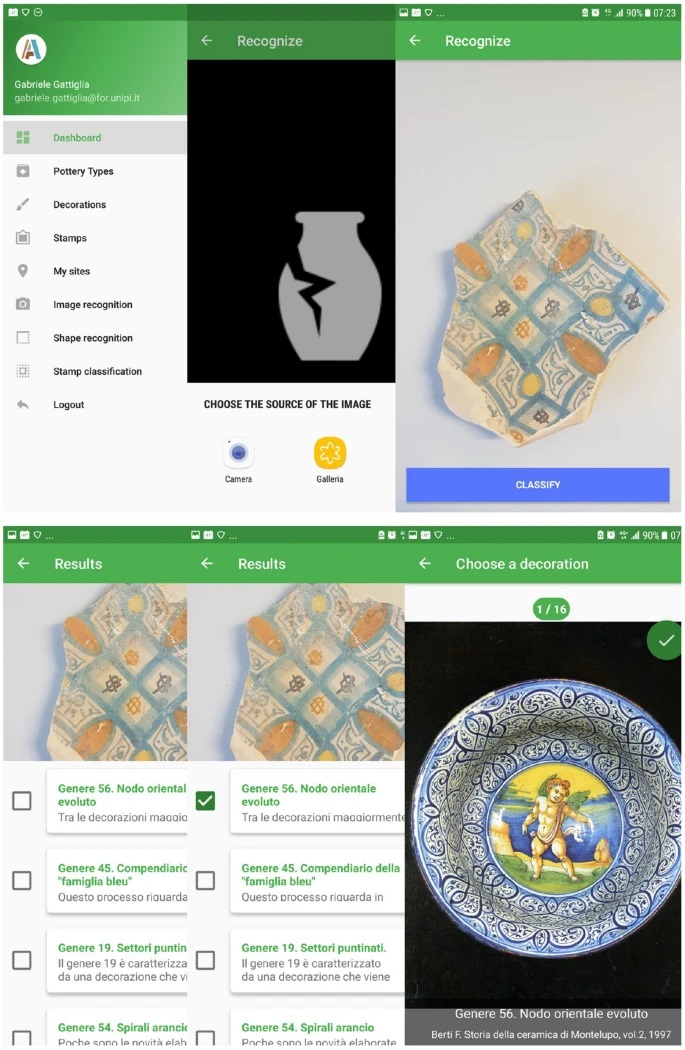 Gabriele Gattiglia
gabriele.gattiglia@for.unipi.it
Dashboard
Pottery Types
Decorations
Stamps
My sites
Image recognition
Shape recognition
Stamp classification
Logout
Recognize
CHOOSE THE SOURCE OF THE IMAGE
Camera
Galleria
... 90% 07:23
Recognize
CLASSIFY
...
Results
Genere 56. Nodo oriental
evoluto
Tra le decorazioni maggio
Genere 45. Compendiario
"famiglia bleu"
Questo processo riguarda
Genere 19. Settori puntin
Il genere 19 è caratterizza
da una decorazione che vi
Genere 54. Spirali arancio
Poche sono le novità elab
...
Results
Genere 56. Nodo orientale
evoluto
Tra le decorazioni maggiormente
Genere 45. Compendiario della
"famiglia bleu"
Questo processo riguarda in
Genere 19. Settori puntinati.
Il genere 19 è caratterizzato
da una decorazione che viene
Genere 54. Spirali arancio
Poche sono le novità elaborate
... 90% 07
Choose a decoration
1 / 16
Genere 56. Nodo orientale evoluto
Berti F. Storia della ceramica di Montelupo, vol.2, 1997